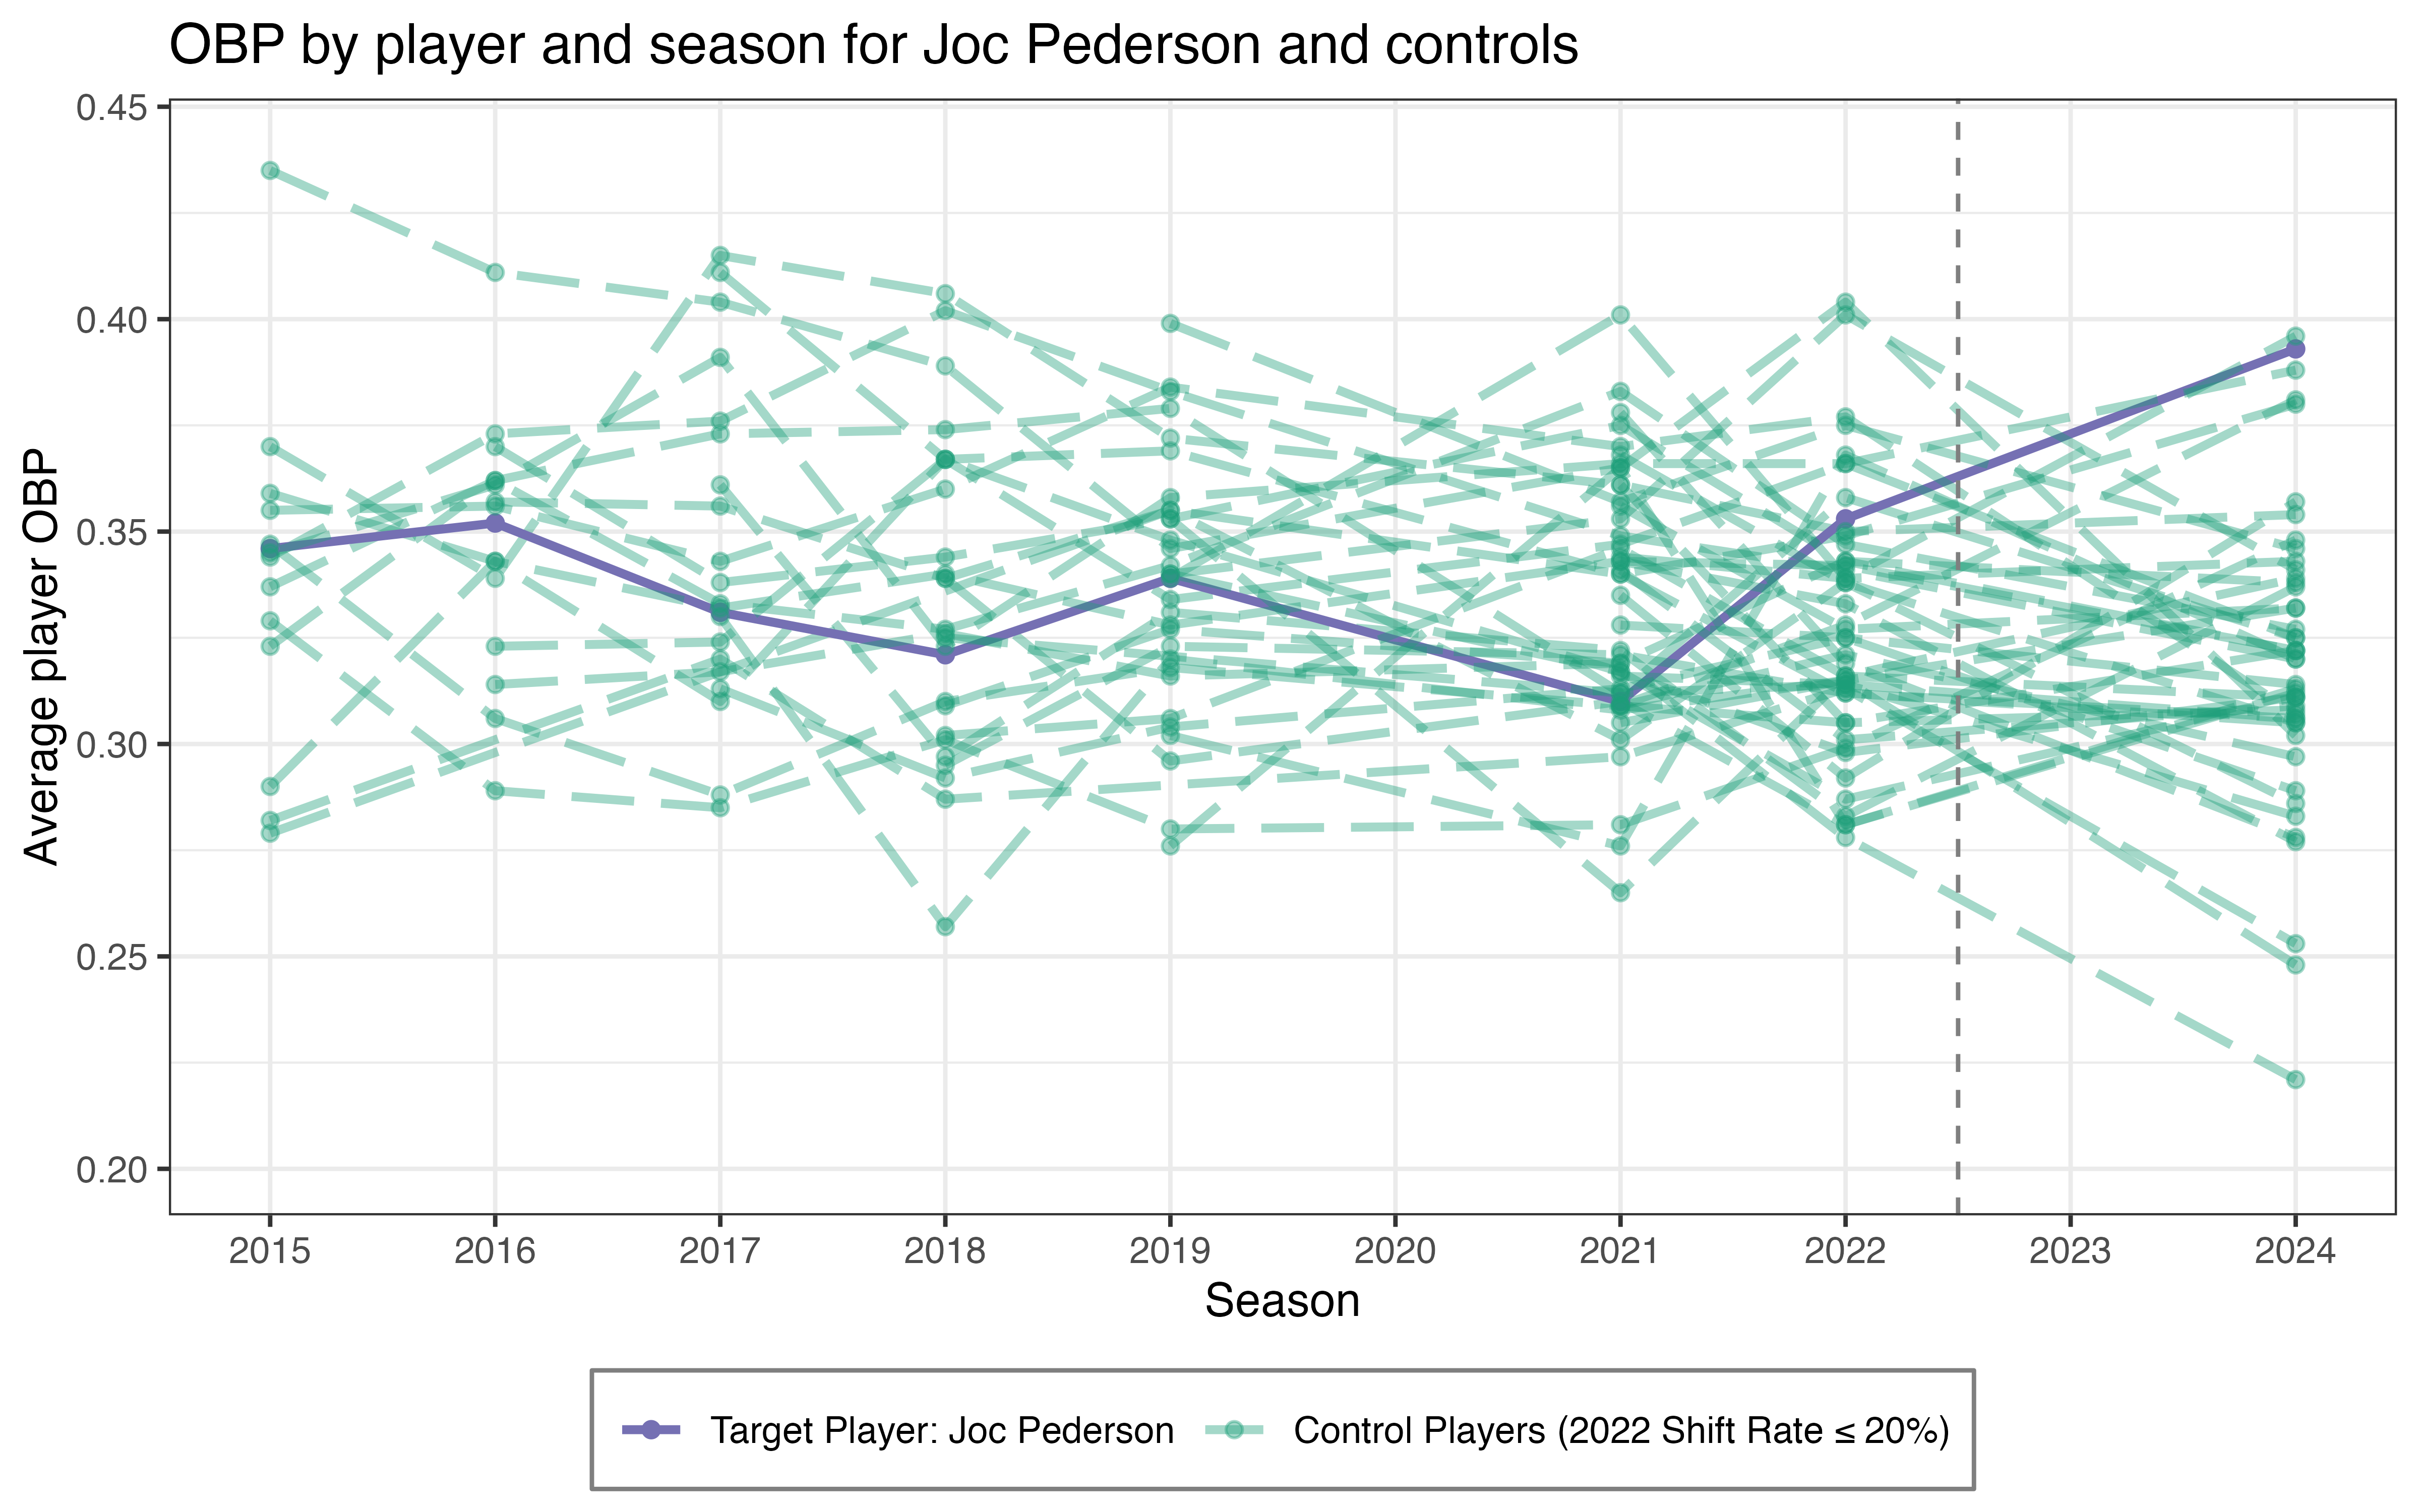 OBP by player and season for Joc Pederson and controls
Average player OBP
0.45
0.40
0.35
0.30
0.25
0.20
2015 2016 2017 2018 2019 2020 2021 2022 2023 2024
Season
Target Player: Joc Pederson Control Players (2022 Shift Rate ≤ 20%)